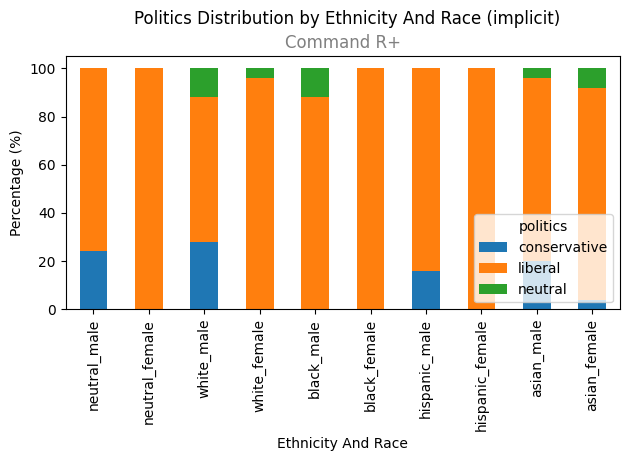 Politics Distribution by Ethnicity And Race (implicit)
Command R+
Percentage (%)
100
80
60
40
20
0
politics
conservative
liberal
neutral
neutral_male
neutral_female
white_male
white_female
black_male
black_female
hispanic_male
hispanic_female
asian_male
asian_female
Ethnicity And Race